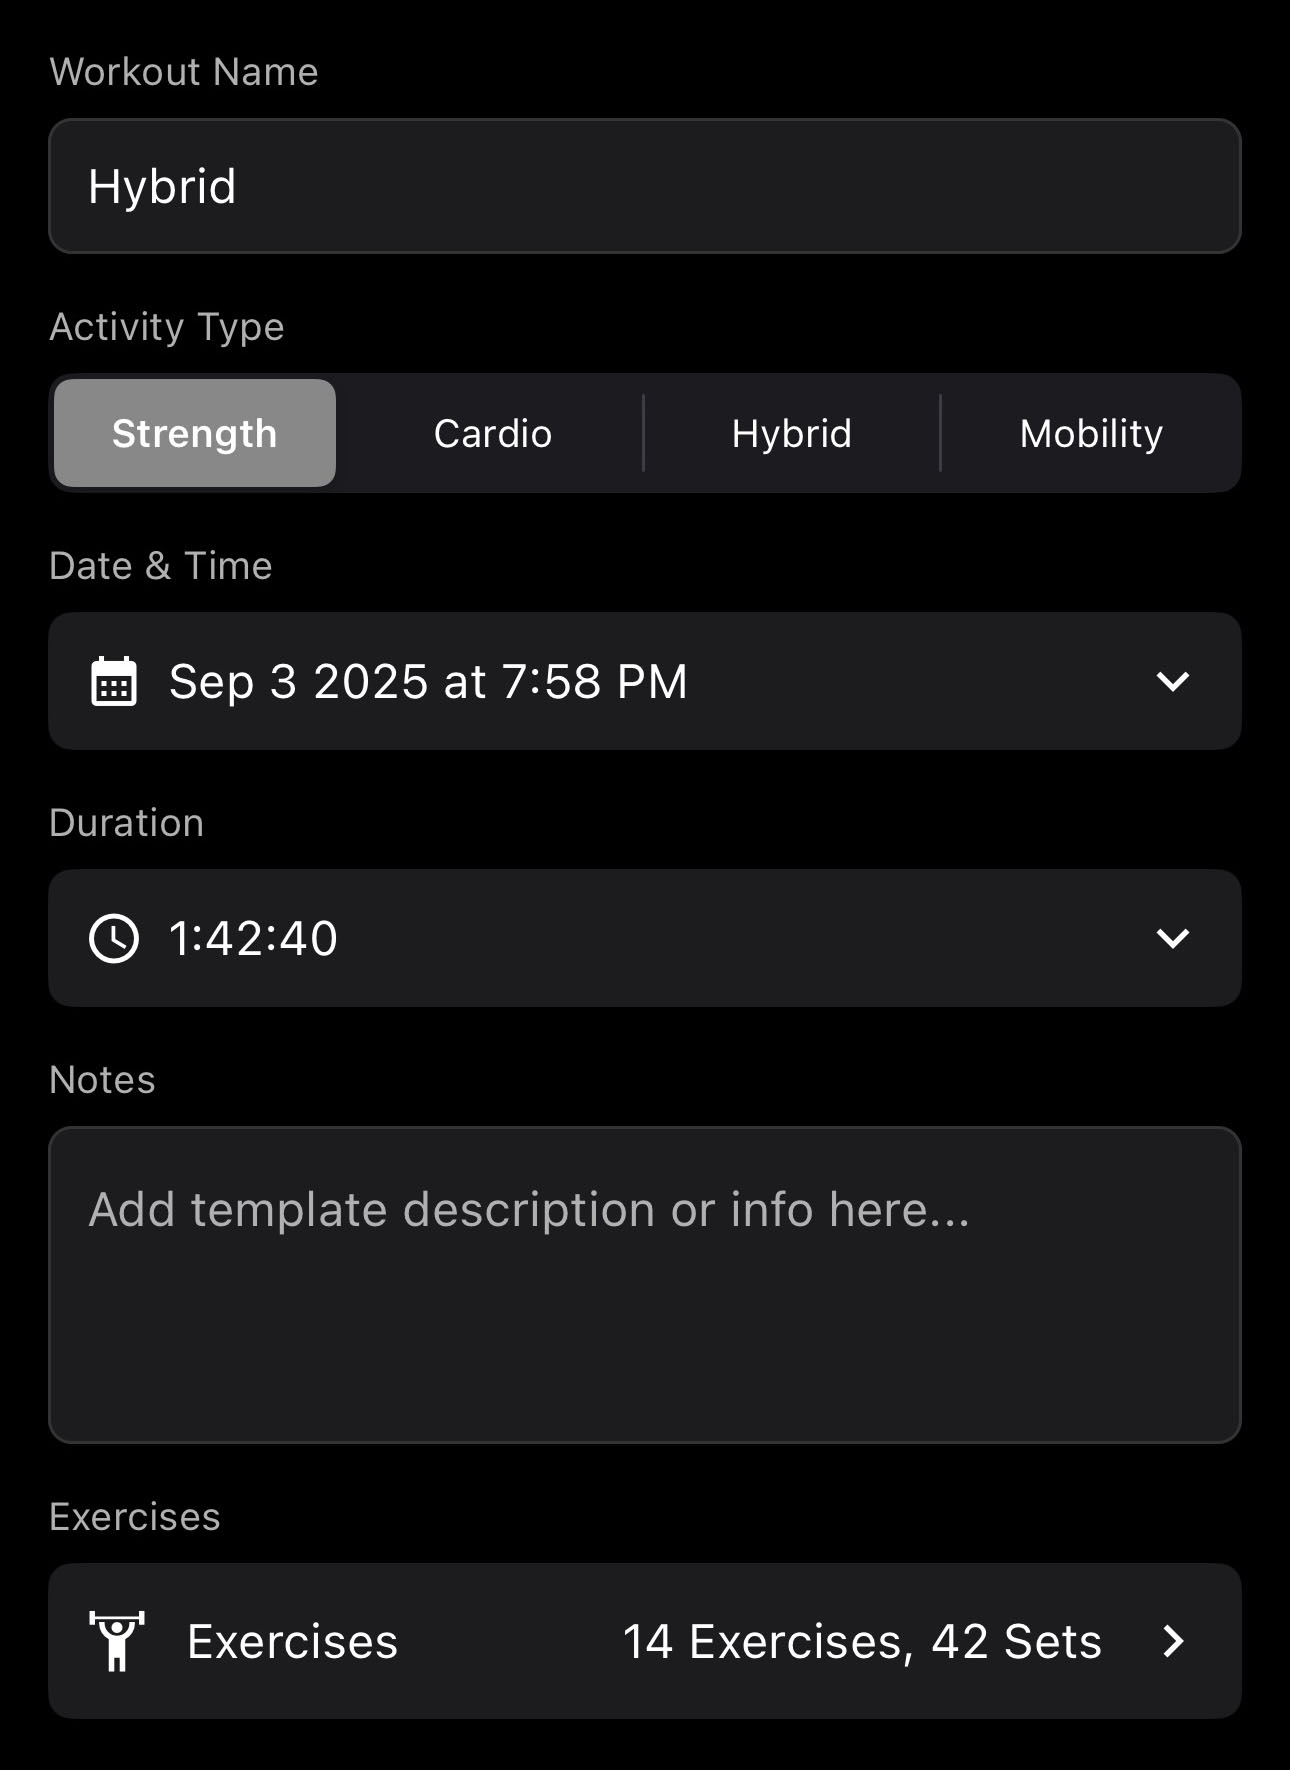 Workout Name
Hybrid
Activity Type
Strength Cardio Hybrid Mobility
Date & Time
Sep 3 2025 at 7:58 PM
Duration
1:42:40
Notes
Add template description or info here...
Exercises
Exercises 14 Exercises, 42 Sets